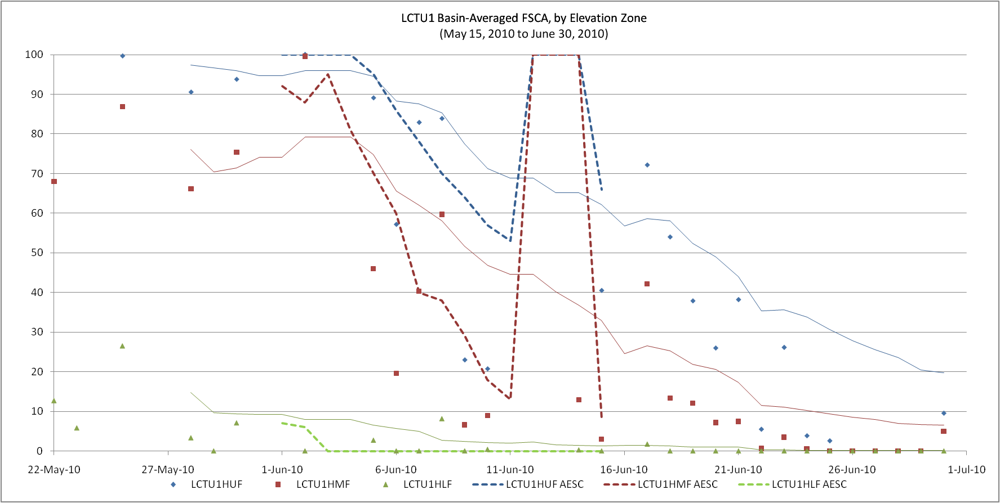 LCTU1 Basin-Averaged FSCA, by Elevation Zone
(May 15, 2010 to June 30, 2010)
100
90
80
70
60
50
40
30
20
10
0
22-May-10 27-May-10 1-Jun-10 6-Jun-10 11-Jun-10 16-Jun-10 21-Jun-10 26-Jun-10 1-Jul-10
LCTU1HUF LCTU1HMF LCTU1HLF LCTU1HUF AESC LCTU1HMF AESC LCTU1HLF AESC